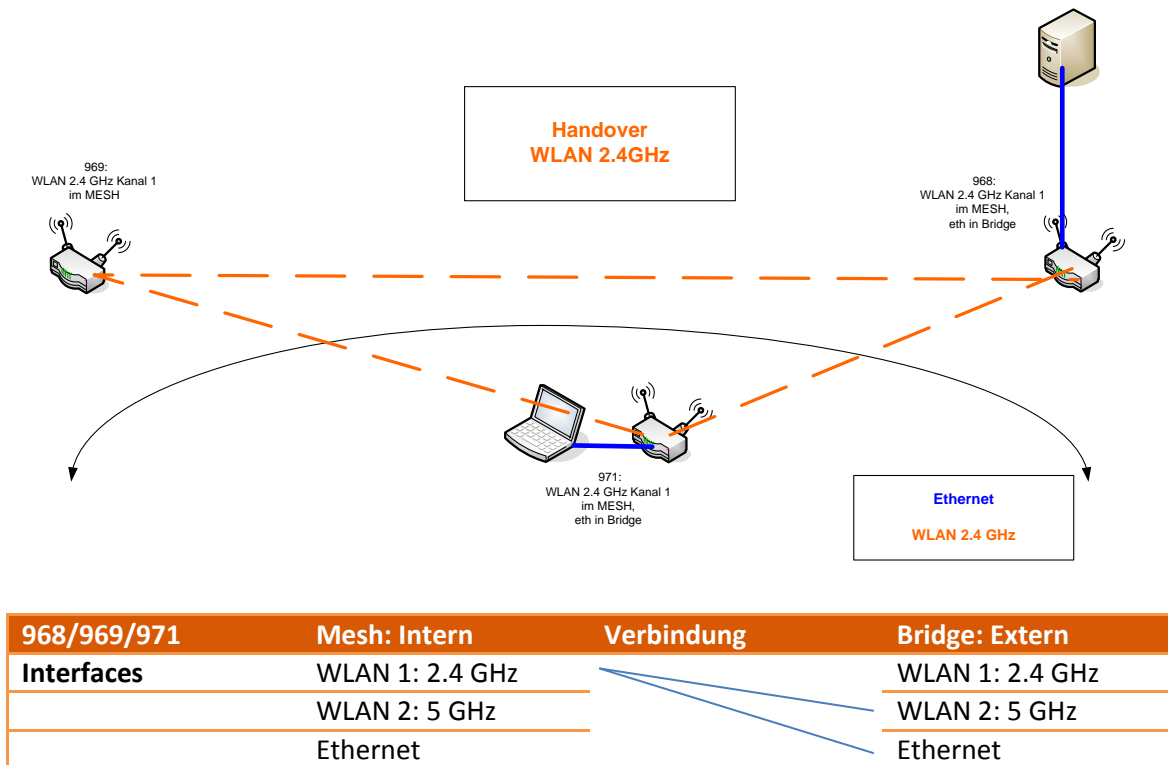 Handover
WLAN 2.4GHz
969:
WLAN 2.4 GHz Kanal 1
im MESH
968:
WLAN 2.4 GHz Kanal 1
im MESH,
eth in Bridge
971:
WLAN 2.4 GHz Kanal 1
im MESH,
eth in Bridge
Ethernet
WLAN 2.4 GHz
968/969/971 Mesh: Intern Verbindung Bridge: Extern
Interfaces WLAN 1: 2.4 GHz WLAN 1: 2.4 GHz
WLAN 2: 5 GHz WLAN 2: 5 GHz
Ethernet Ethernet